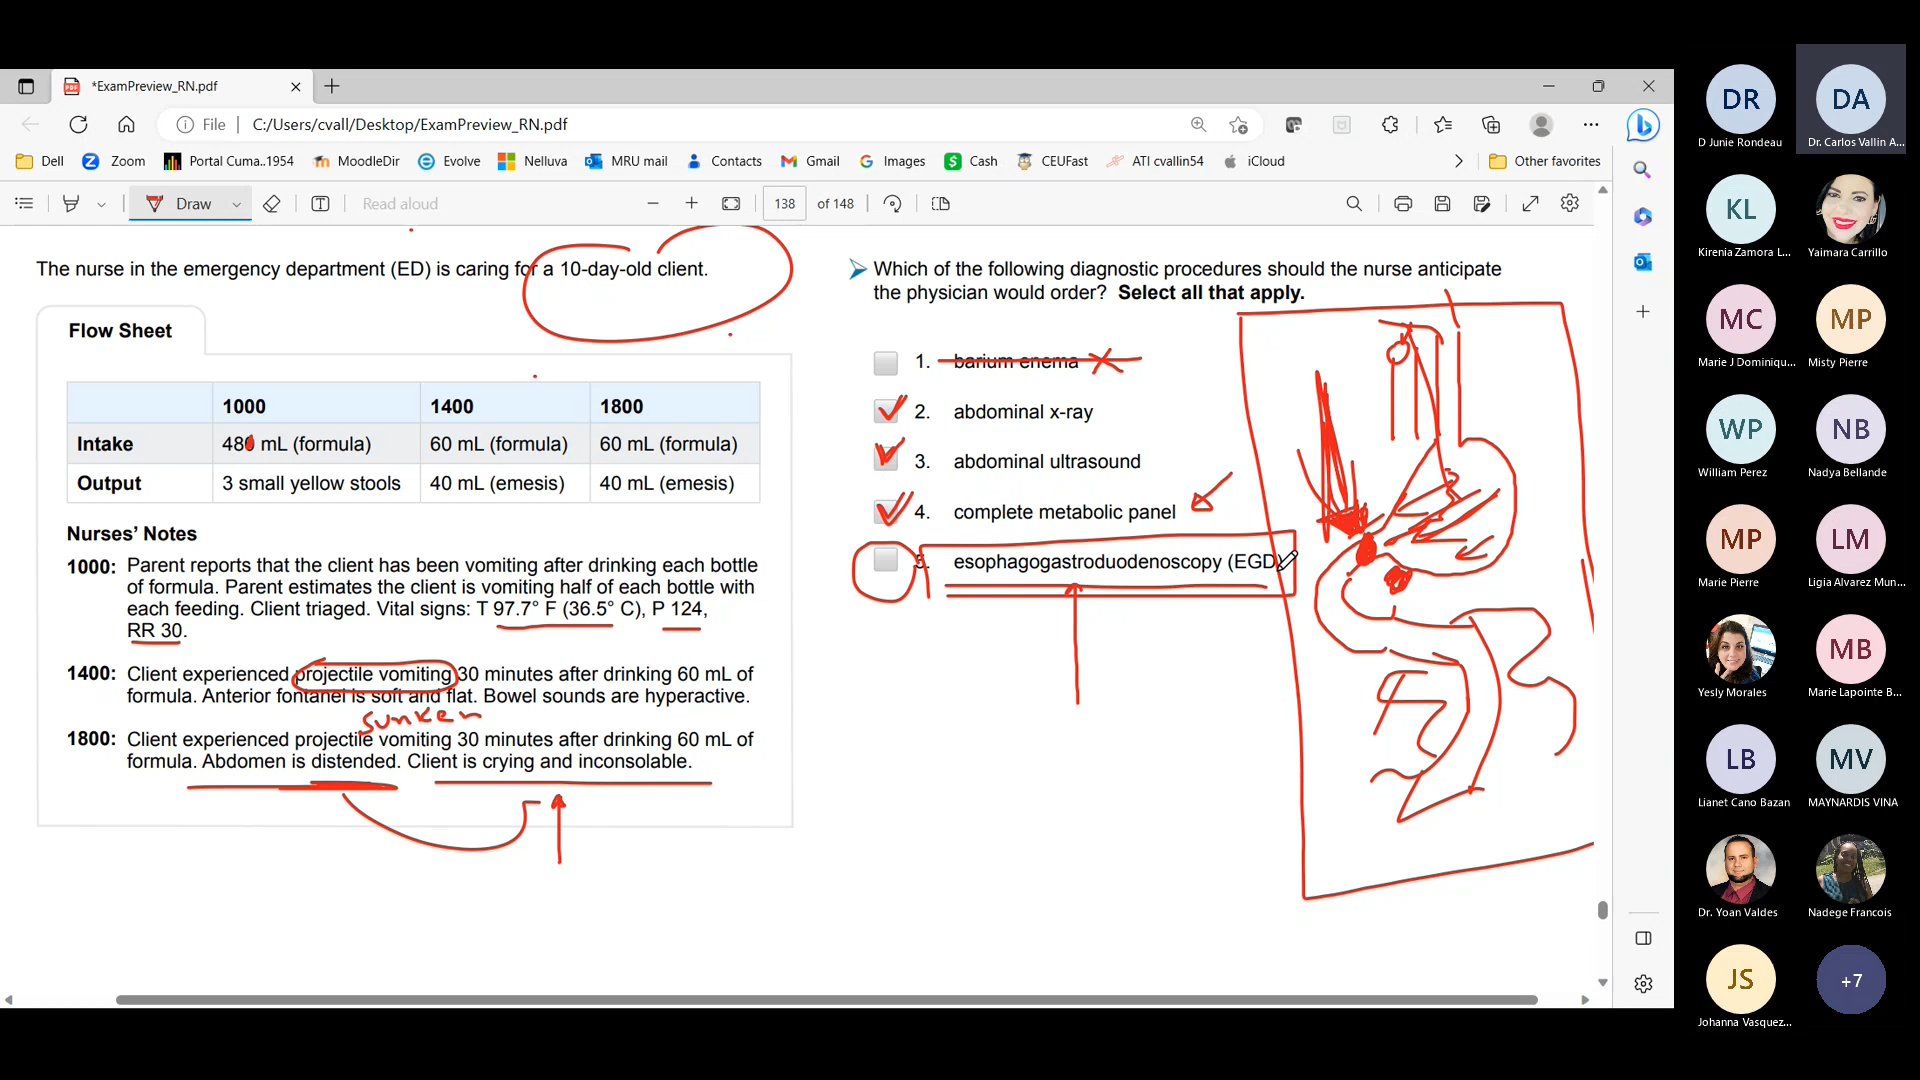 *ExamPreview_RN.pdf
File
C:/Users/cvall/Desktop/ExamPreview_RN.pdf
Dell Zoom Portal Cuma..1954 MoodleDir Evolve Nelluva MRU mail Contacts Gmail Images Cash CEUFast ATI cvallin54 iCloud Other favorites
Draw Read aloud 138 of 148
The nurse in the emergency department (ED) is caring for a 10-day-old client.
Flow Sheet
1000 1400 1800
Intake 480 mL (formula) 60 mL (formula) 60 mL (formula)
Output 3 small yellow stools 40 mL (emesis) 40 mL (emesis)
Nurses’ Notes
1000: Parent reports that the client has been vomiting after drinking each bottle
of formula. Parent estimates the client is vomiting half of each bottle with
each feeding. Client triaged. Vital signs: T 97.7° F (36.5° C), P 124,
RR 30.
1400: Client experienced projectile vomiting 30 minutes after drinking 60 mL of
formula. Anterior fontanel is soft and flat. Bowel sounds are hyperactive.
sunken
1800: Client experienced projectile vomiting 30 minutes after drinking 60 mL of
formula. Abdomen is distended. Client is crying and inconsolable.
Which of the following diagnostic procedures should the nurse anticipate
the physician would order? Select all that apply.
1. barium enema
2. abdominal x-ray
3. abdominal ultrasound
4. complete metabolic panel
5. esophagogastroduodenoscopy (EGD)
DR DA
D Junie Rondeau Dr. Carlos Vallin A...
KL
Kirenia Zamora L... Yaimara Carrillo
MC MP
Marie J Dominiqu... Misty Pierre
WP NB
William Perez Nadya Bellande
MP LM
Marie Pierre Ligia Alvarez Mun...
MB
Yesly Morales Marie Lapointe B...
LB MV
Lianet Cano Bazan MAYNARDIS VINA
Dr. Yoan Valdes Nadege Francois
JS +7
Johanna Vasquez...